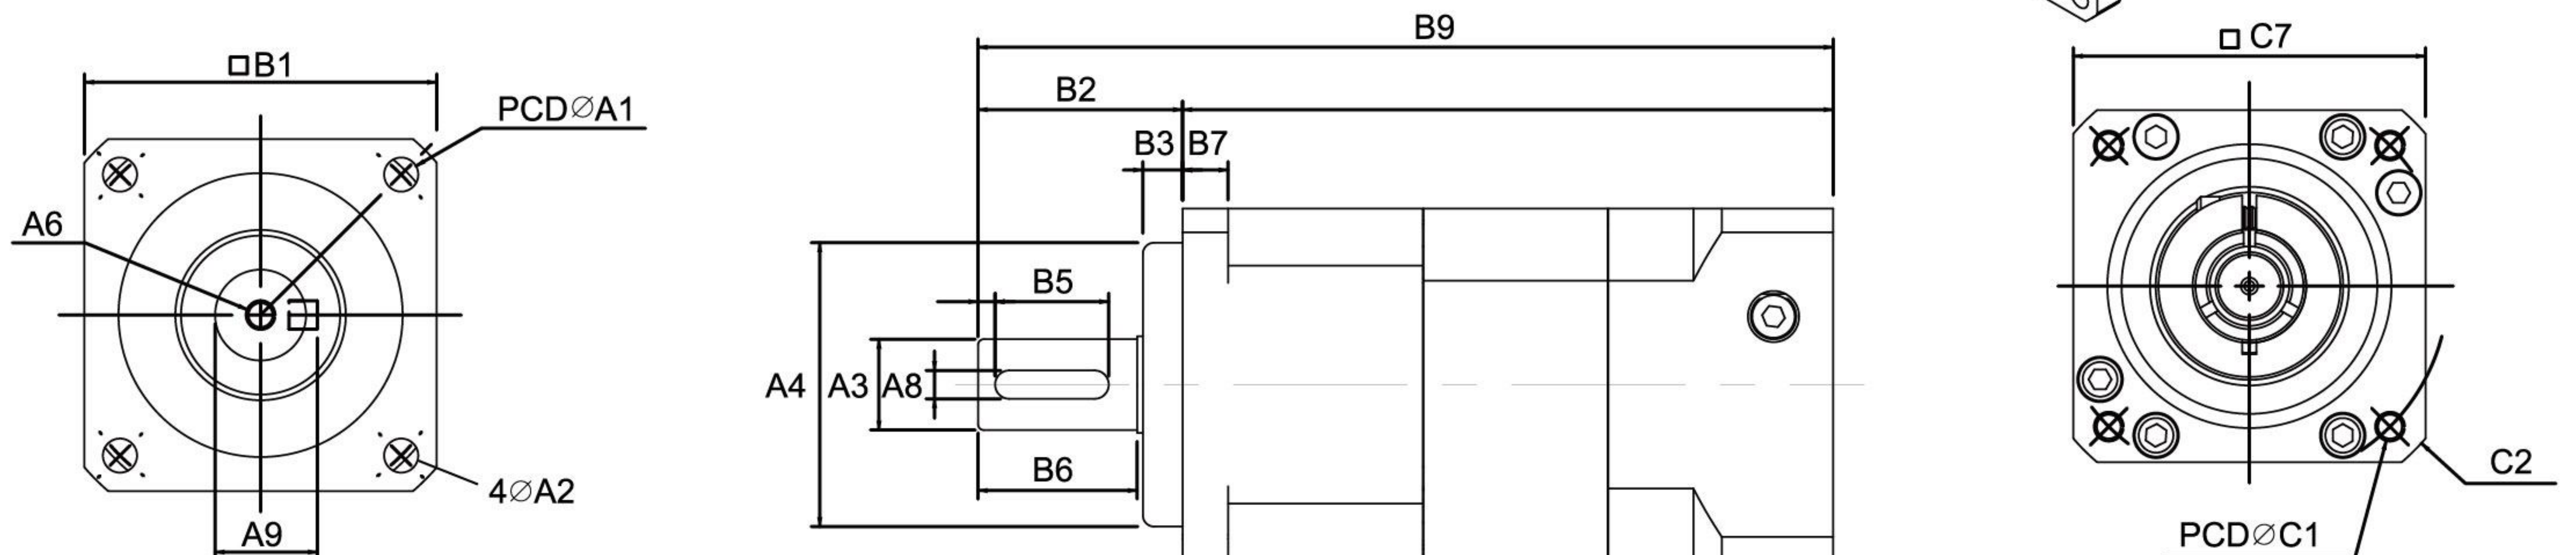 □B1
PCD∅A1
A6
4∅A2
A9
B9
B2
B3
B7
B5
A4
A3
A8
B6
□ C7
C2
PCD∅C1